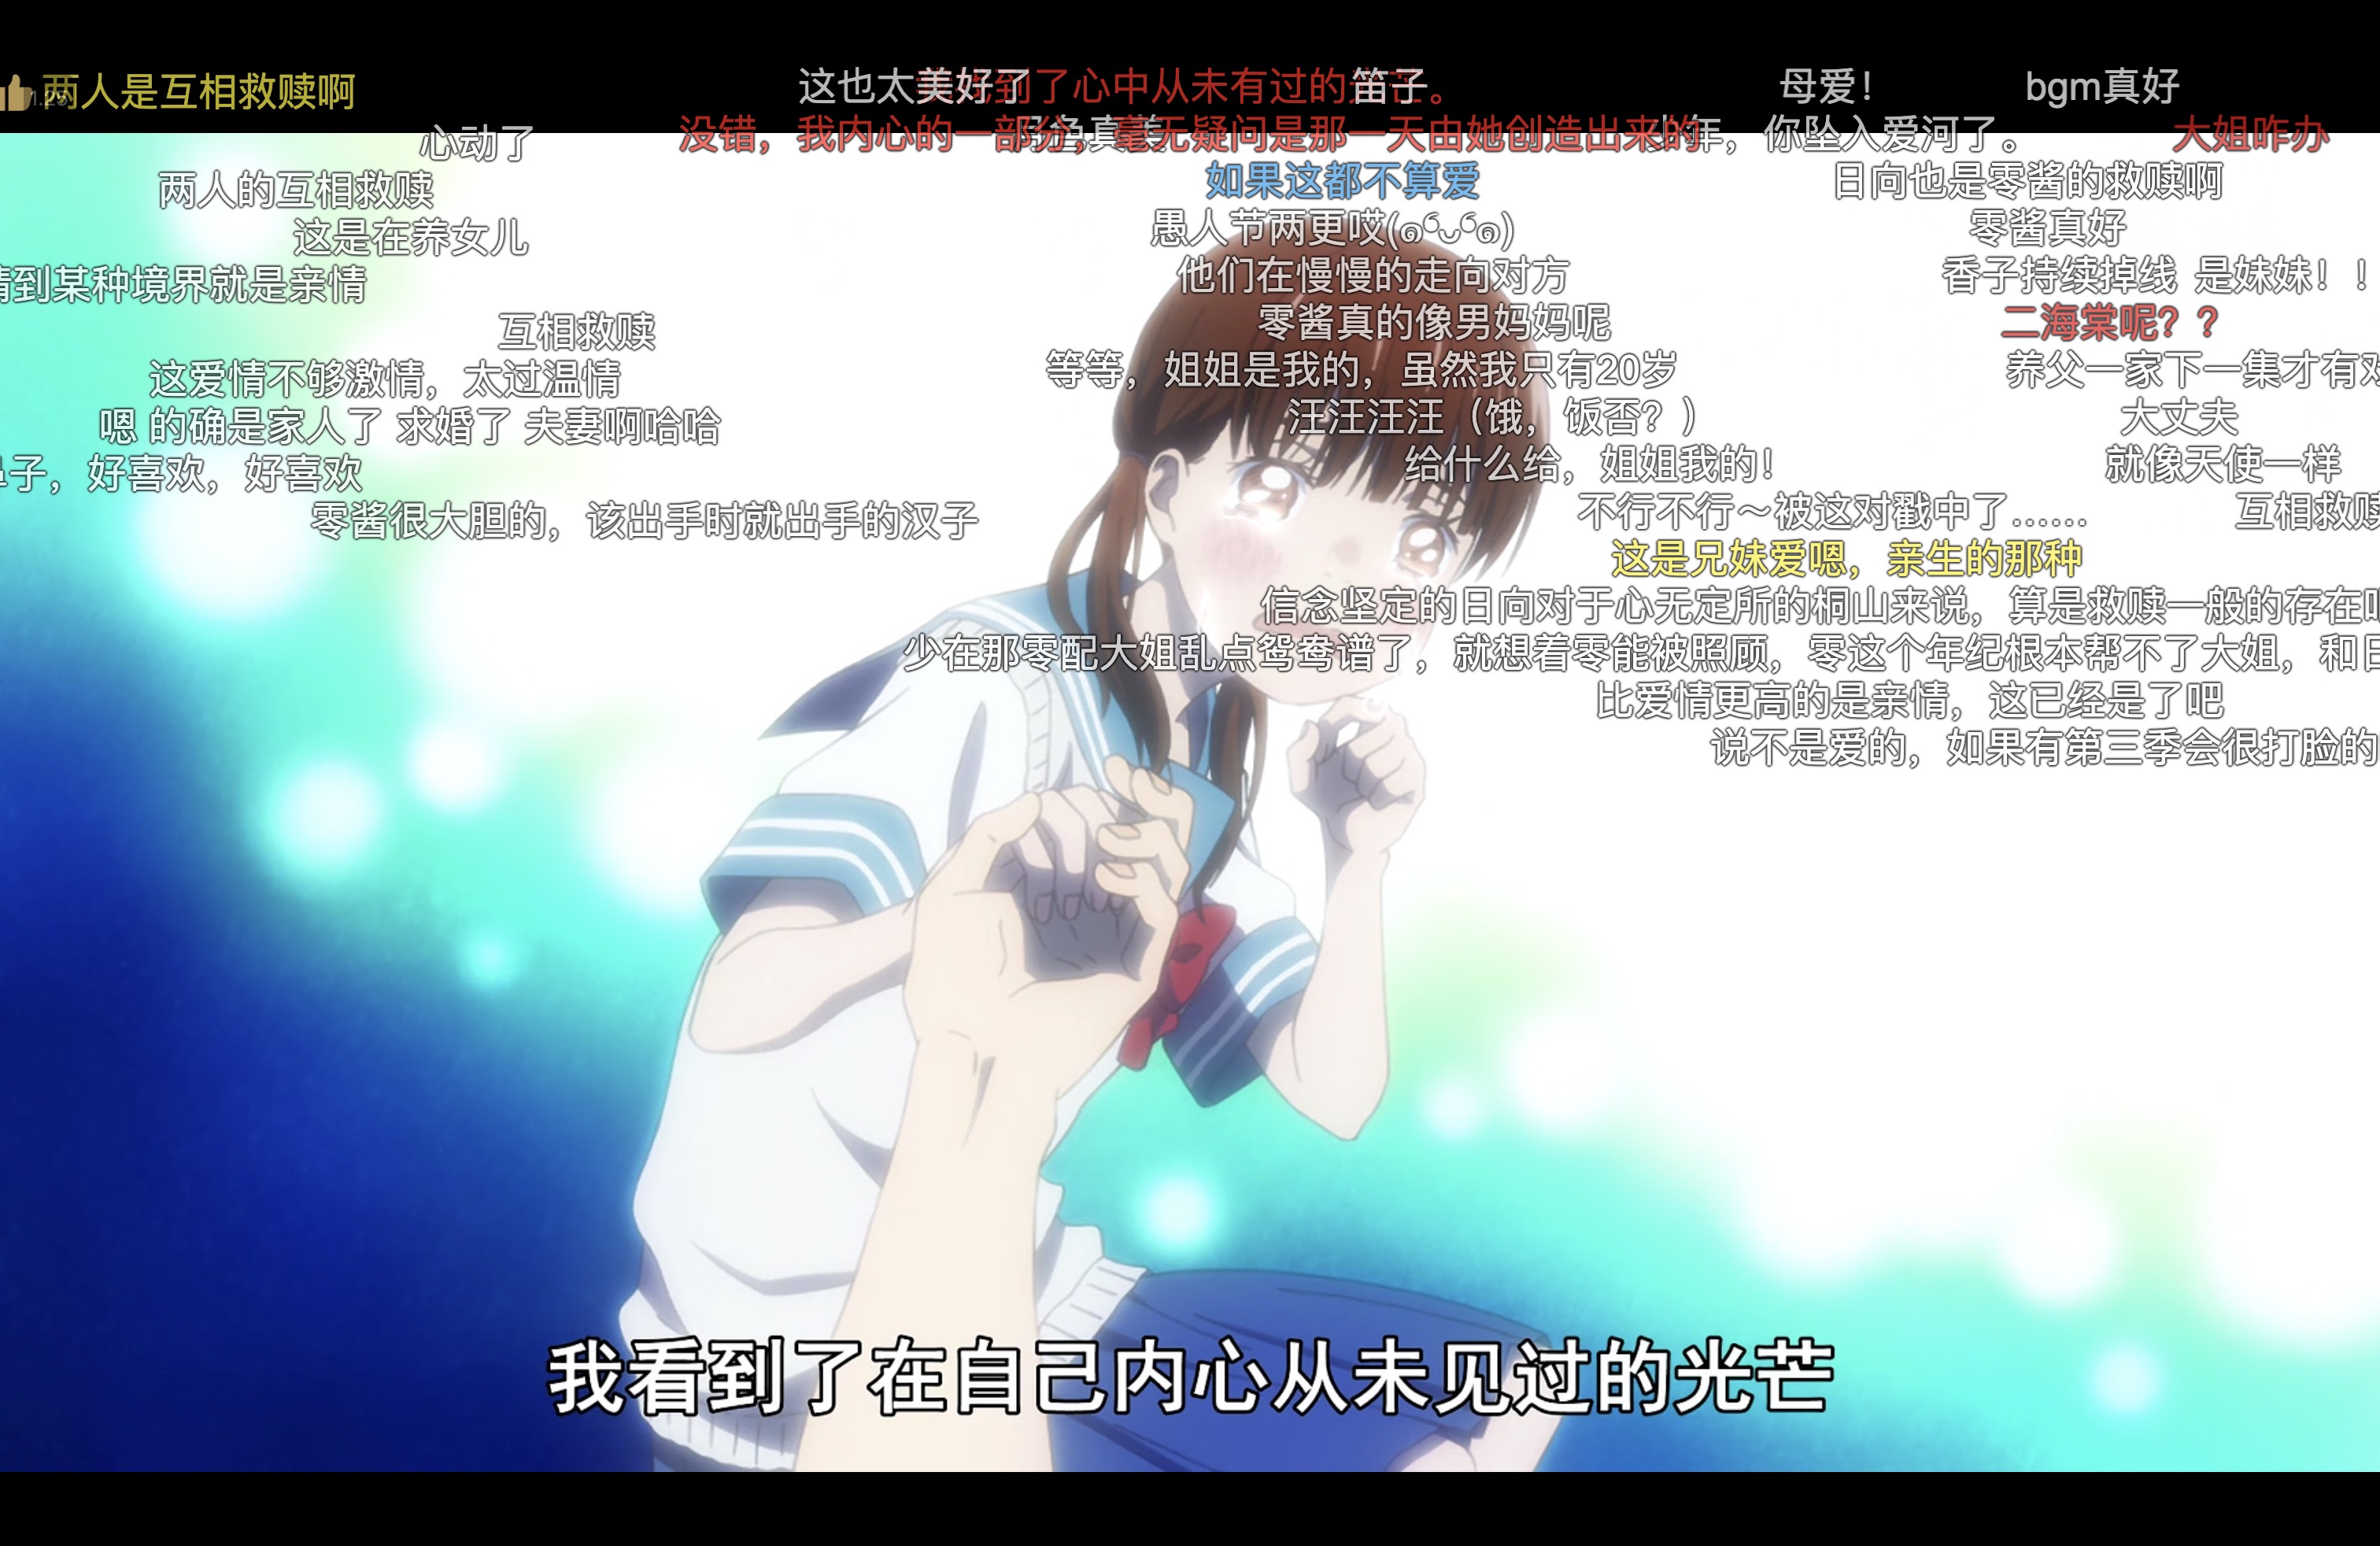 两人是互相救赎啊
这也太美好了
到了心中从未有过的
笛子
母爱！
bgm真好
心动了
没错，我内心的一部分，毫无疑问是那一天由她创造出来的
少年，你坠入爱河了。
大姐咋办
两人的互相救赎
如果这都不算爱
日向也是零酱的救赎啊
这是在养女儿
愚人节两更哎(๑❛ᴗ❛๑)
零酱真好
情到某种境界就是亲情
他们在慢慢的走向对方
香子持续掉线 是妹妹！！
互相救赎
零酱真的像男妈妈呢
二海棠呢？？
这爱情不够激情，太过温情
等等，姐姐是我的，虽然我只有20岁
养父一家下一集才有
嗯 的确是家人了 求婚了 夫妻啊哈哈
汪汪汪汪（饿，饭否？）
大丈夫
子，好喜欢，好喜欢
给什么给，姐姐我的！
就像天使一样
零酱很大胆的，该出手时就出手的汉子
不行不行～被这对戳中了……
互相救赎
这是兄妹爱嗯，亲生的那种
信念坚定的日向对于心无定所的桐山来说，算是救赎一般的存在
少在那零配大姐乱点鸳鸯谱了，就想着零能被照顾，零这个年纪根本帮不了大姐，和
比爱情更高的是亲情，这已经是了吧
说不是爱的，如果有第三季会很打脸的
我看到了在自己内心从未见过的光芒